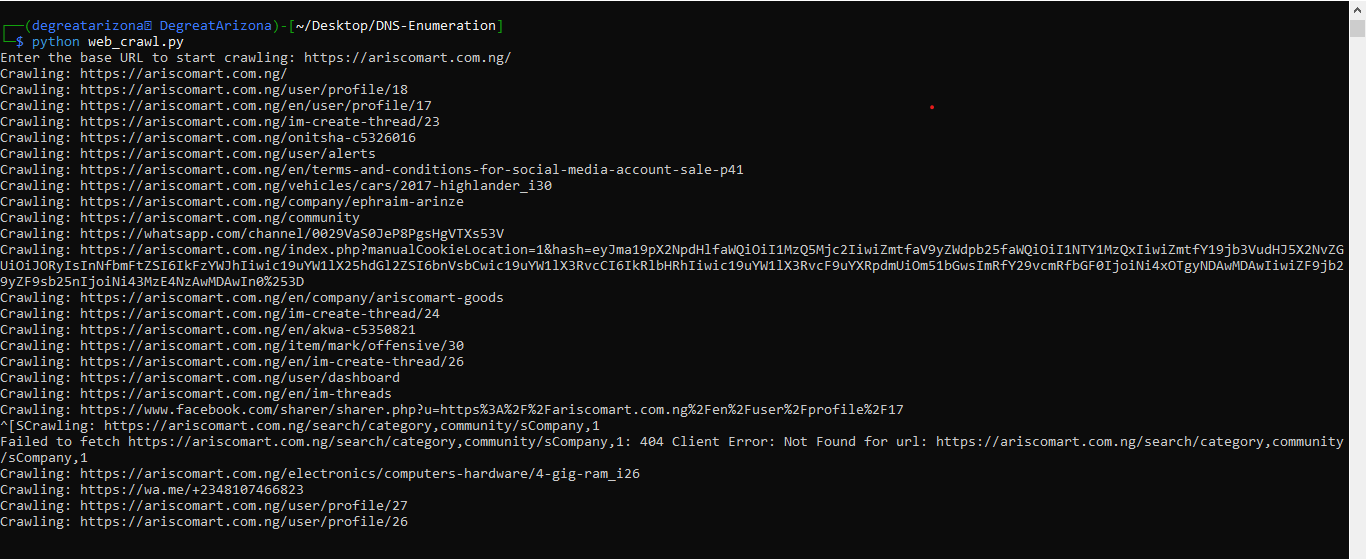 ┌──(degreatarizona㉿ DegreatArizona)-[~/Desktop/DNS-Enumeration]
└─$ python web_crawl.py
Enter the base URL to start crawling: https://ariscomart.com.ng/
Crawling: https://ariscomart.com.ng/
Crawling: https://ariscomart.com.ng/user/profile/18
Crawling: https://ariscomart.com.ng/en/user/profile/17
Crawling: https://ariscomart.com.ng/im-create-thread/23
Crawling: https://ariscomart.com.ng/onitsha-c5326016
Crawling: https://ariscomart.com.ng/user/alerts
Crawling: https://ariscomart.com.ng/en/terms-and-conditions-for-social-media-account-sale-p41
Crawling: https://ariscomart.com.ng/vehicles/cars/2017-highlander_i30
Crawling: https://ariscomart.com.ng/company/ephraim-arinze
Crawling: https://ariscomart.com.ng/community
Crawling: https://whatsapp.com/channel/0029VaS0JeP8PgsHgVTXs53V
Crawling: https://ariscomart.com.ng/index.php?manualCookieLocation=1&hash=eyJma19pX2NpdHlfaWQiOiI1MzQ5Mjc2IiwiZmtfaV9yZWdpb25faWQiOiI1NTY1MzQxIiwiZmtfY19jb3VudHJ5X2NvZG
UiOiJORyIsInNfbmFtZSI6IkFzYWJhIiwic19uYW1lX25hdGl2ZSI6bnVsbCwic19uYW1lX3RvcCI6IkRlbHRhIiwic19uYW1lX3RvcF9uYXRpdmUiOm51bGwsImRfY29vcmRfbGF0IjoiNi4xOTgyNDAwMDAwIiwiZF9jb2
9yZF9sb25nIjoiNi43MzE4NzAwMDAwIn0%253D
Crawling: https://ariscomart.com.ng/en/company/ariscomart-goods
Crawling: https://ariscomart.com.ng/im-create-thread/24
Crawling: https://ariscomart.com.ng/en/akwa-c5350821
Crawling: https://ariscomart.com.ng/item/mark/offensive/30
Crawling: https://ariscomart.com.ng/en/im-create-thread/26
Crawling: https://ariscomart.com.ng/user/dashboard
Crawling: https://ariscomart.com.ng/en/im-threads
Crawling: https://www.facebook.com/sharer/sharer.php?u=https%3A%2F%2Fariscomart.com.ng%2Fen%2Fuser%2Fprofile%2F17
^[SCrawling: https://ariscomart.com.ng/search/category,community/sCompany,1
Failed to fetch https://ariscomart.com.ng/search/category,community/sCompany,1: 404 Client Error: Not Found for url: https://ariscomart.com.ng/search/category,community
/sCompany,1
Crawling: https://ariscomart.com.ng/electronics/computers-hardware/4-gig-ram_i26
Crawling: https://wa.me/+2348107466823
Crawling: https://ariscomart.com.ng/user/profile/27
Crawling: https://ariscomart.com.ng/user/profile/26